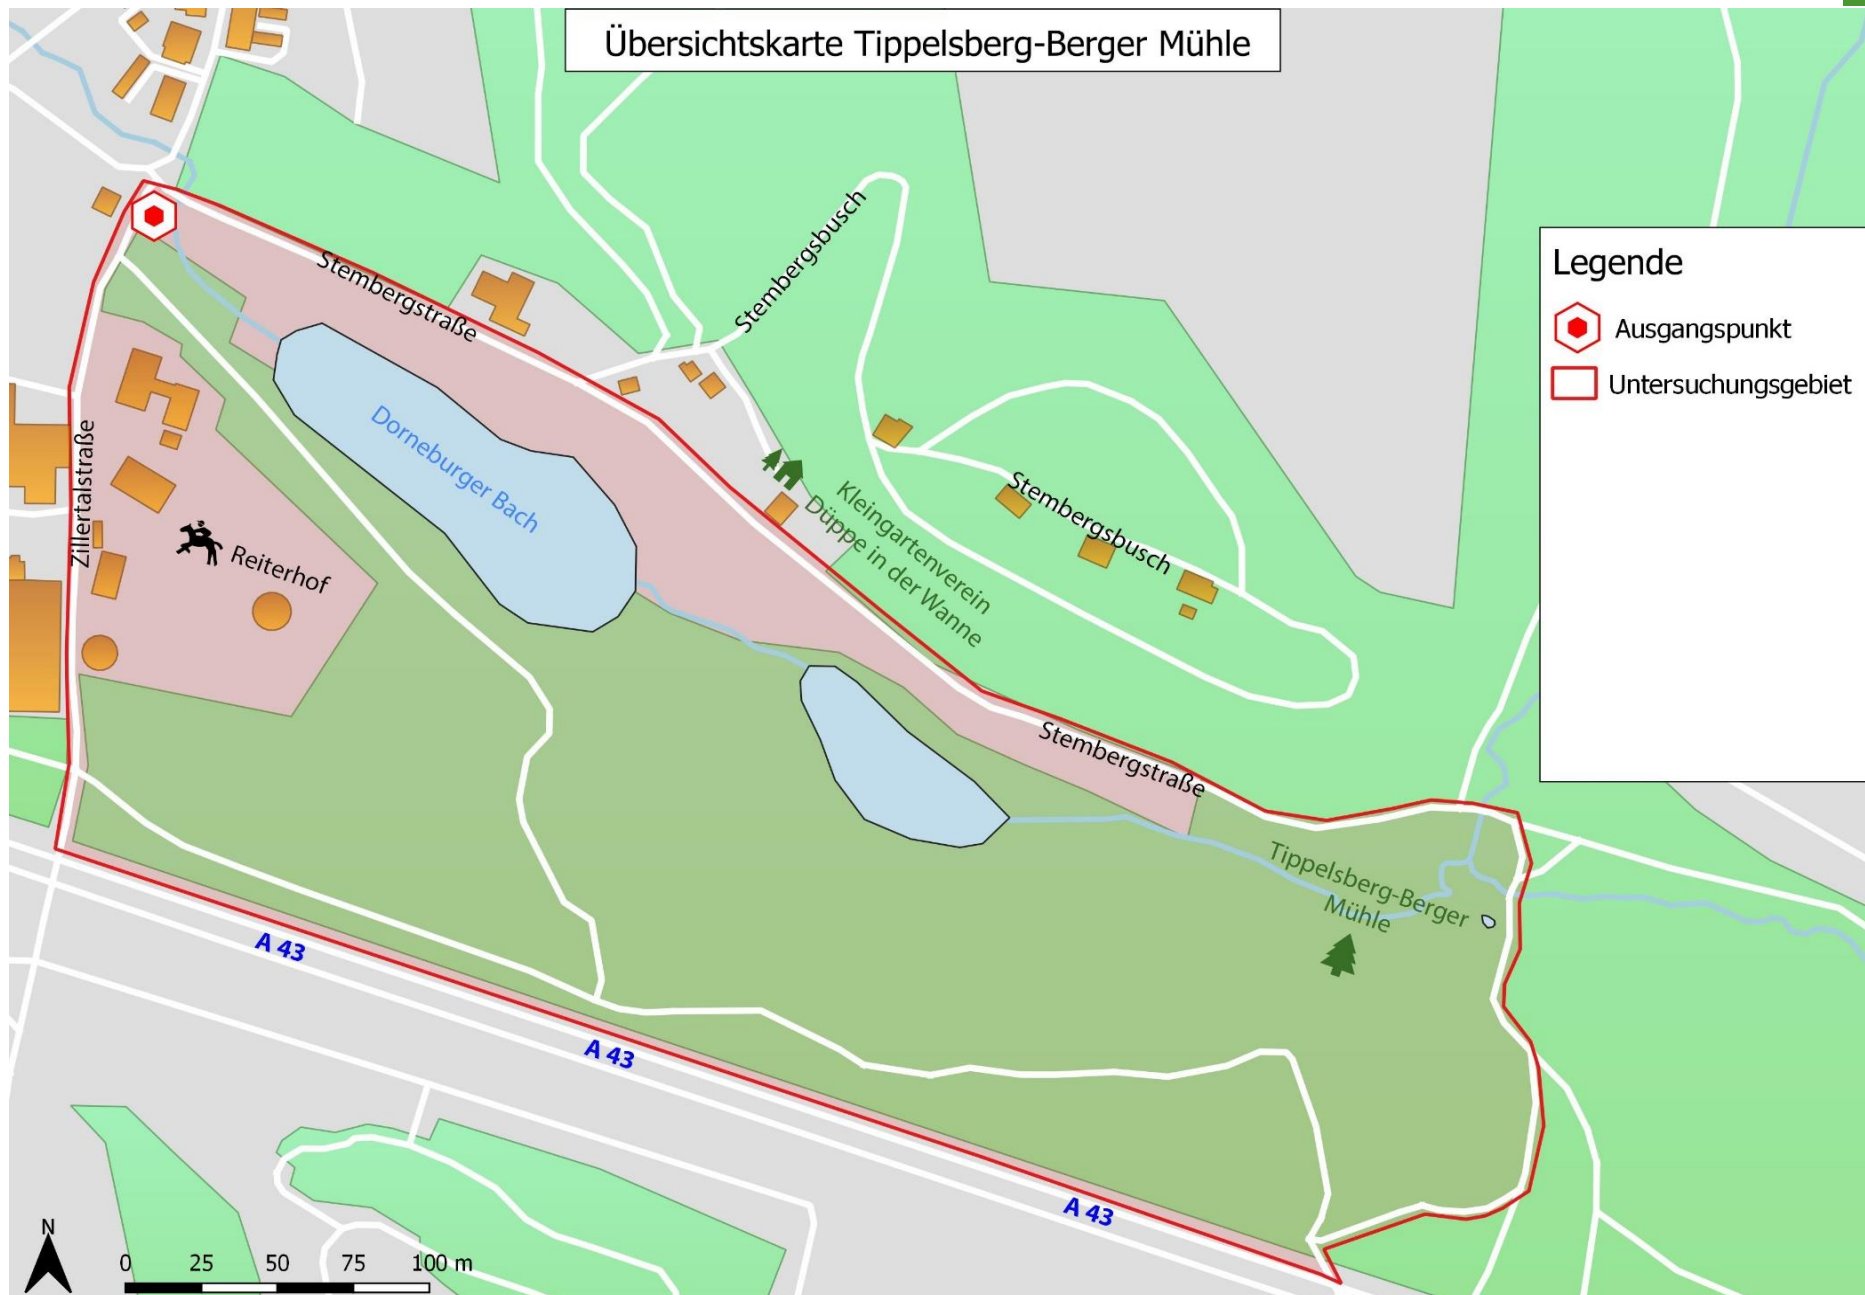 Übersichtskarte Tippelsberg-Berger Mühle
Stembergsbusch
Stembergstraße
Legende
Ausgangspunkt
Untersuchungsgebiet
Dorneburger Bach
Zillertalstraße
Reiterhof
Kleingartenverein
Düppe in der Wanne
Stembergsbusch
Stembergstraße
Tippelsberg-Berger
Mühle
A 43
A 43
A 43
N
0 25 50 75 100 m